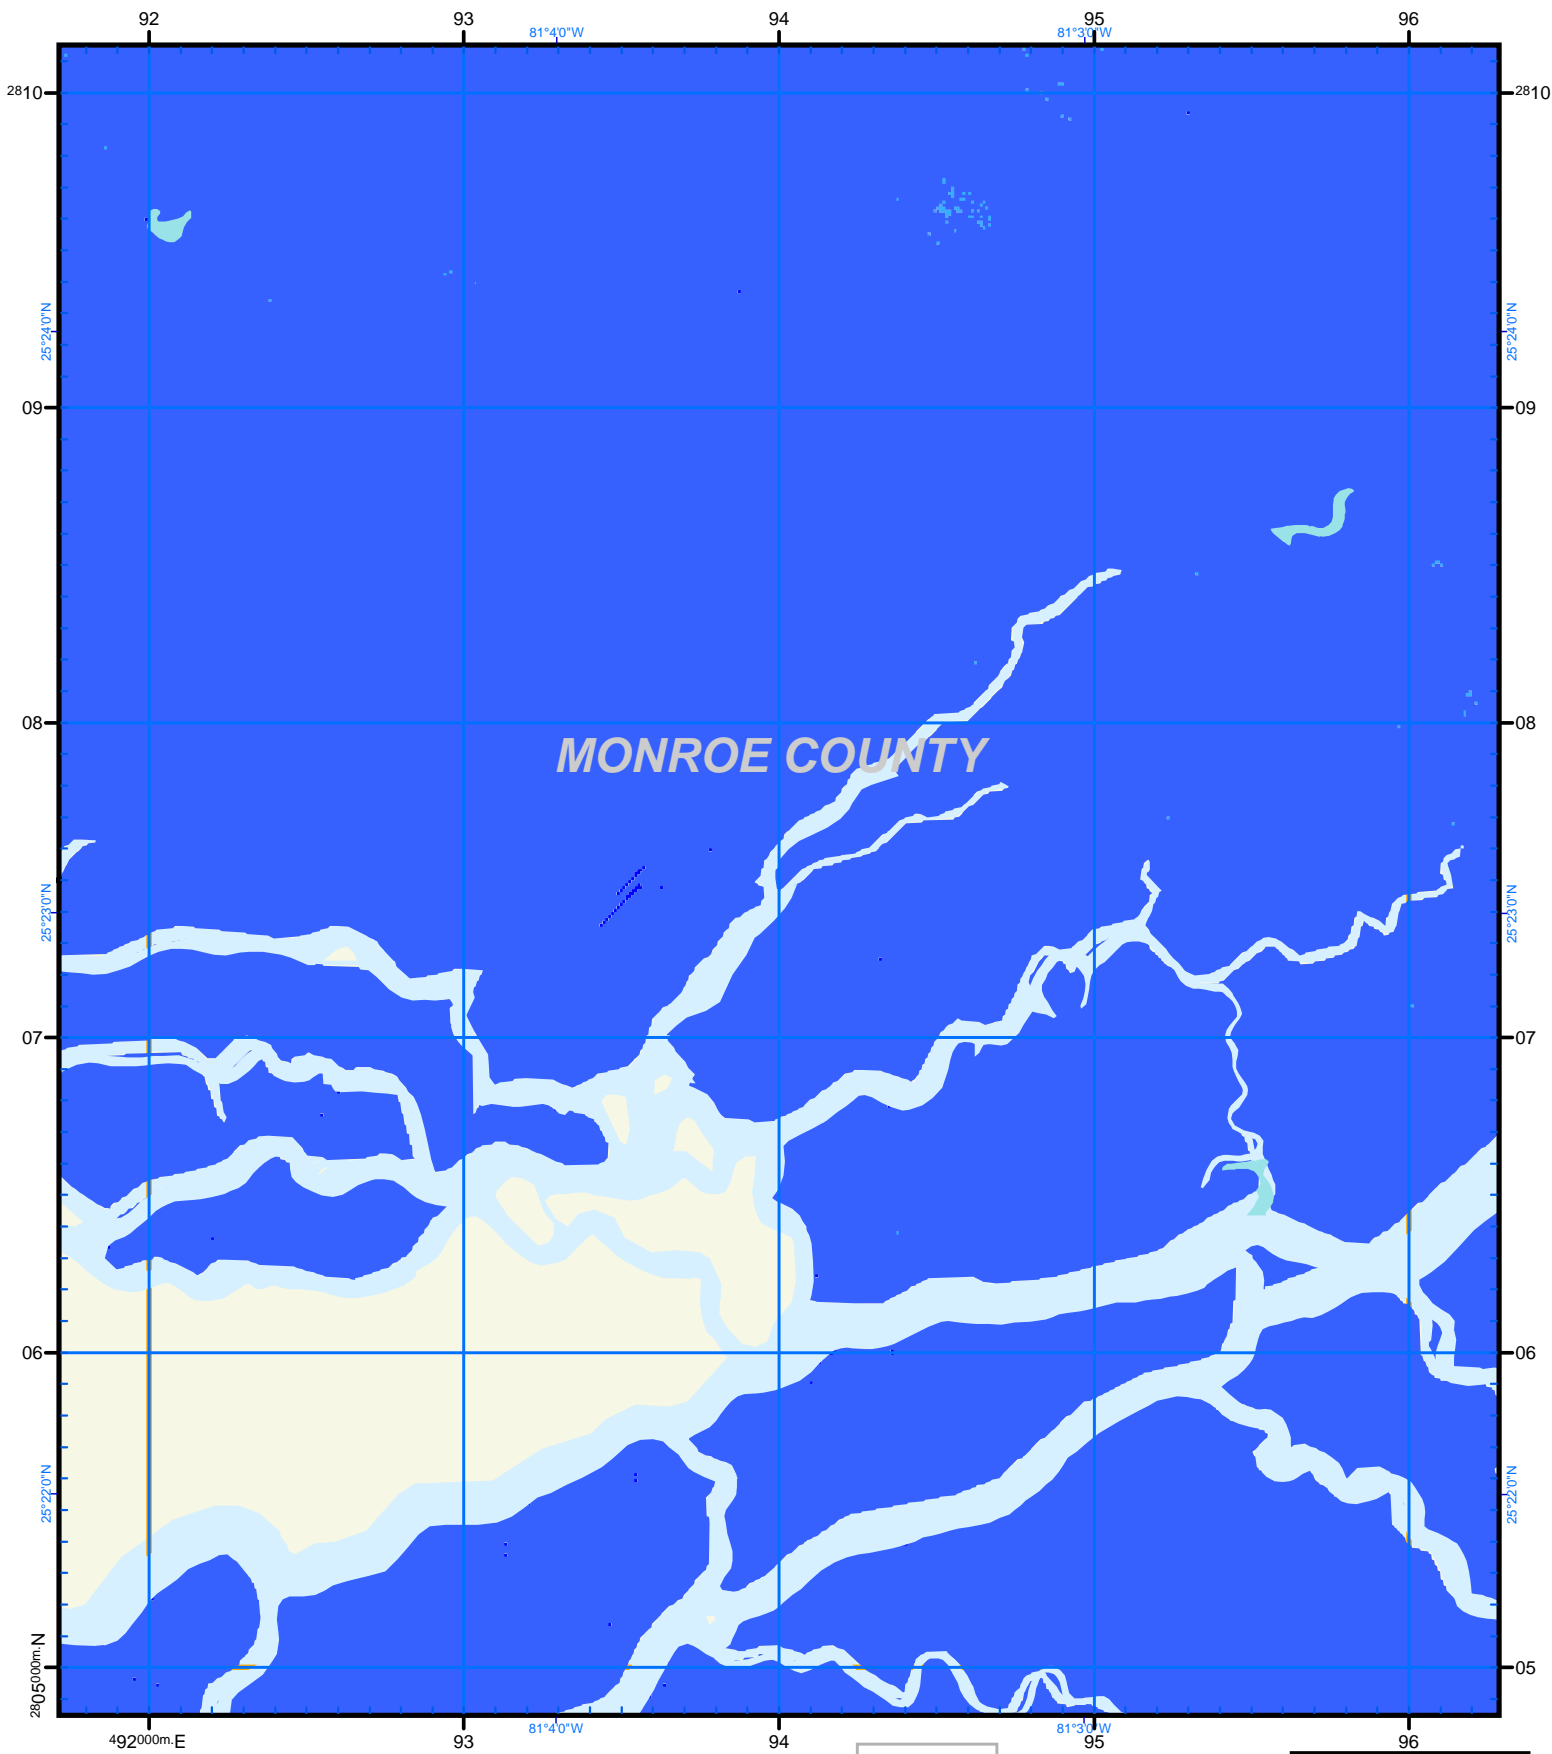 92 93 94 95 96
81°4'0"W 81°3'0"W
2810 2810
25°24'0"N 25°24'0"N
09 09
08 08
MONROE COUNTY
25°23'0"N 25°23'0"N
07 07
06 06
25°22'0"N 25°22'0"N
2805000m.N 05
81°4'0"W 81°3'0"W
492000m.E 93 94 95 96